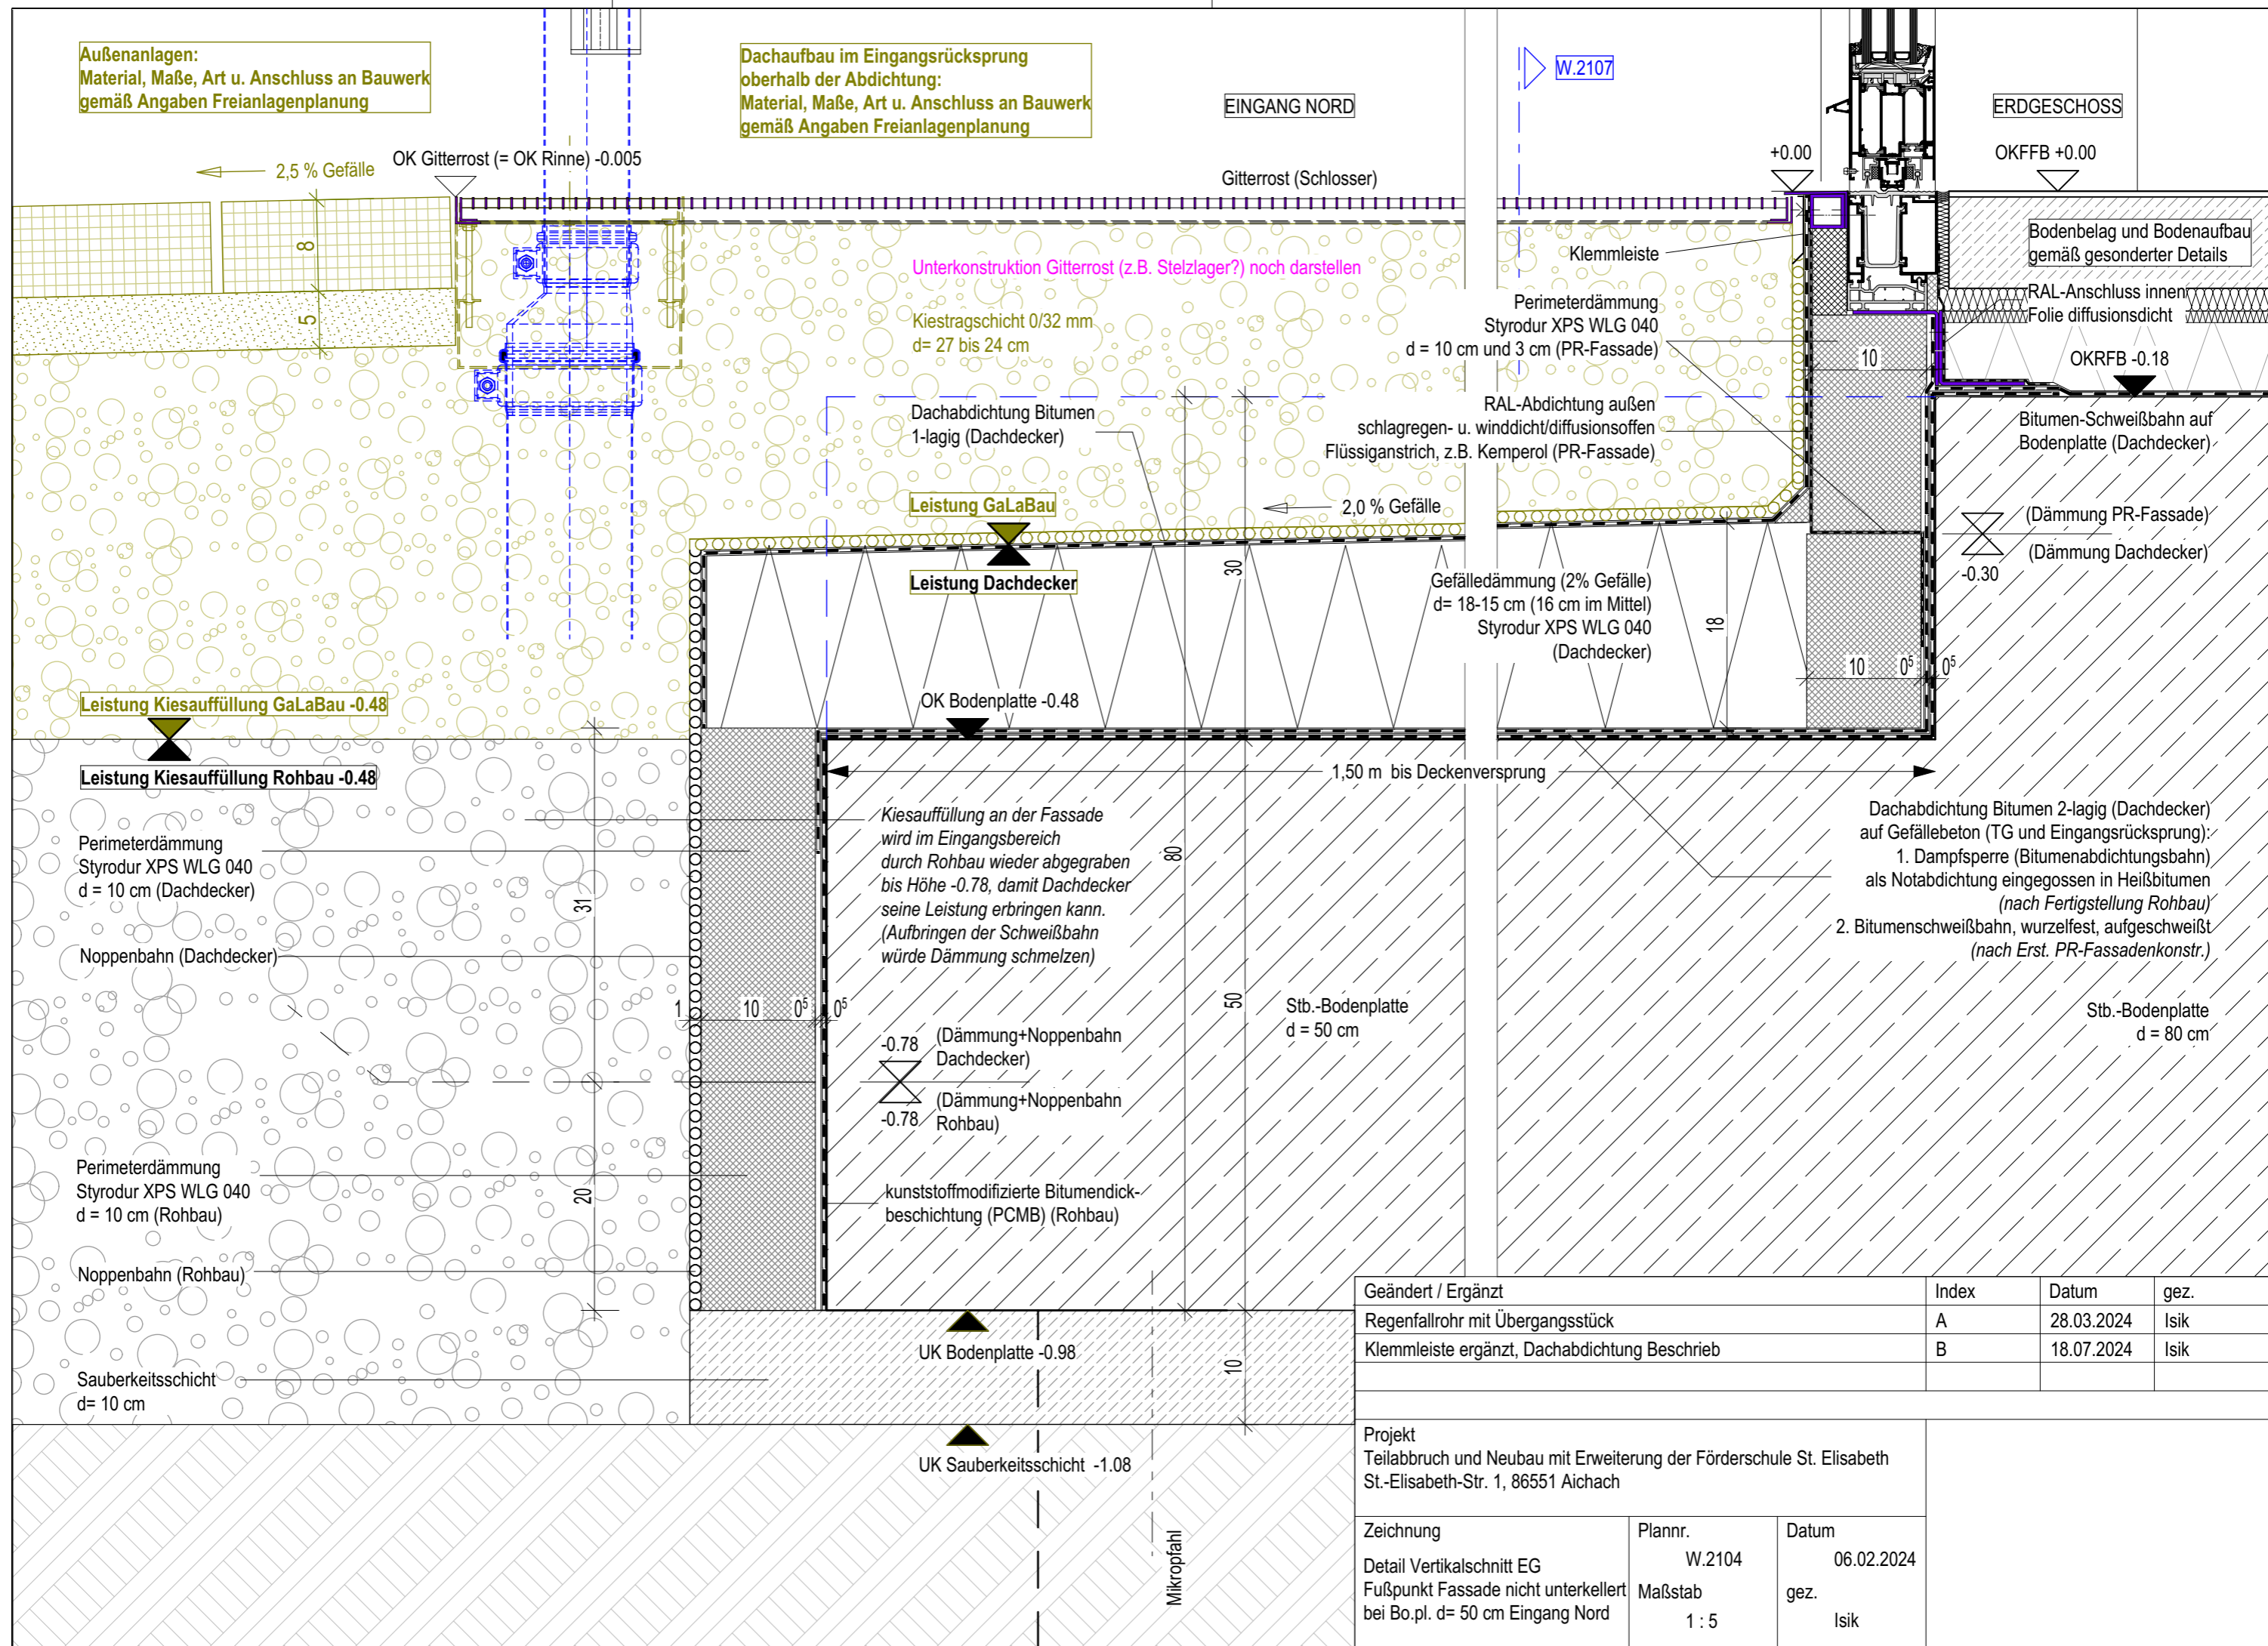 Außenanlagen:
Material, Maße, Art u. Anschluss an Bauwerk
gemäß Angaben Freianlagenplanung
Dachaufbau im Eingangsrücksprung
oberhalb der Abdichtung:
Material, Maße, Art u. Anschluss an Bauwerk
gemäß Angaben Freianlagenplanung
W.2107
EINGANG NORD
ERDGESCHOSS
2,5 % Gefälle
OK Gitterrost (= OK Rinne) -0.005
Gitterrost (Schlosser)
+0.00
OKFFB +0.00
8
5
Unterkonstruktion Gitterrost (z.B. Stelzlager?) noch darstellen
Kiestragschicht 0/32 mm
d= 27 bis 24 cm
Klemmleiste
Bodenbelag und Bodenaufbau
gemäß gesonderter Details
Perimeterdämmung
Styrodur XPS WLG 040
d = 10 cm und 3 cm (PR-Fassade)
RAL-Anschluss innen
Folie diffusionsdicht
10
OKRFB -0.18
Dachabdichtung Bitumen
1-lagig (Dachdecker)
RAL-Abdichtung außen
schlagregen- u. winddicht/diffusionsoffen
Flüssiganstrich, z.B. Kemperol (PR-Fassade)
Bitumen-Schweißbahn auf
Bodenplatte (Dachdecker)
Leistung GaLaBau
2,0 % Gefälle
Leistung Dachdecker
(Dämmung PR-Fassade)
(Dämmung Dachdecker)
-0.30
30
Gefälledämmung (2% Gefälle)
d= 18-15 cm (16 cm im Mittel)
Styrodur XPS WLG 040
(Dachdecker)
18
10 0⁵ 0⁵
Leistung Kiesauffüllung GaLaBau -0.48
Leistung Kiesauffüllung Rohbau -0.48
OK Bodenplatte -0.48
1,50 m bis Deckenversprung
Perimeterdämmung
Styrodur XPS WLG 040
d = 10 cm (Dachdecker)
Noppenbahn (Dachdecker)
31
Kiesauffüllung an der Fassade
wird im Eingangsbereich
durch Rohbau wieder abgegraben
bis Höhe -0.78, damit Dachdecker
seine Leistung erbringen kann.
(Aufbringen der Schweißbahn
würde Dämmung schmelzen)
80
Dachabdichtung Bitumen 2-lagig (Dachdecker)
auf Gefällebeton (TG und Eingangsrücksprung):
1. Dampfsperre (Bitumenabdichtungsbahn)
als Notabdichtung eingegossen in Heißbitumen
(nach Fertigstellung Rohbau)
2. Bitumenschweißbahn, wurzelfest, aufgeschweißt
(nach Erst. PR-Fassadenkonstr.)
1 10 0⁵ 0⁵
50
Stb.-Bodenplatte
d = 50 cm
Stb.-Bodenplatte
d = 80 cm
-0.78
(Dämmung+Noppenbahn
Dachdecker)
(Dämmung+Noppenbahn
Rohbau)
-0.78
Perimeterdämmung
Styrodur XPS WLG 040
d = 10 cm (Rohbau)
20
kunststoffmodifizierte Bitumendick-
beschichtung (PCMB) (Rohbau)
Noppenbahn (Rohbau)
Sauberkeitsschicht
d= 10 cm
UK Bodenplatte -0.98
10
UK Sauberkeitsschicht -1.08
Mikropfahl
Geändert / Ergänzt Index Datum gez.
Regenfallrohr mit Übergangsstück A 28.03.2024 Isik
Klemmleiste ergänzt, Dachabdichtung Beschrieb B 18.07.2024 Isik
Projekt
Teilabbruch und Neubau mit Erweiterung der Förderschule St. Elisabeth
St.-Elisabeth-Str. 1, 86551 Aichach
Zeichnung
Detail Vertikalschnitt EG
Fußpunkt Fassade nicht unterkellert
bei Bo.pl. d= 50 cm Eingang Nord
Plannr.
W.2104
Maßstab
1 : 5
Datum
06.02.2024
gez.
Isik